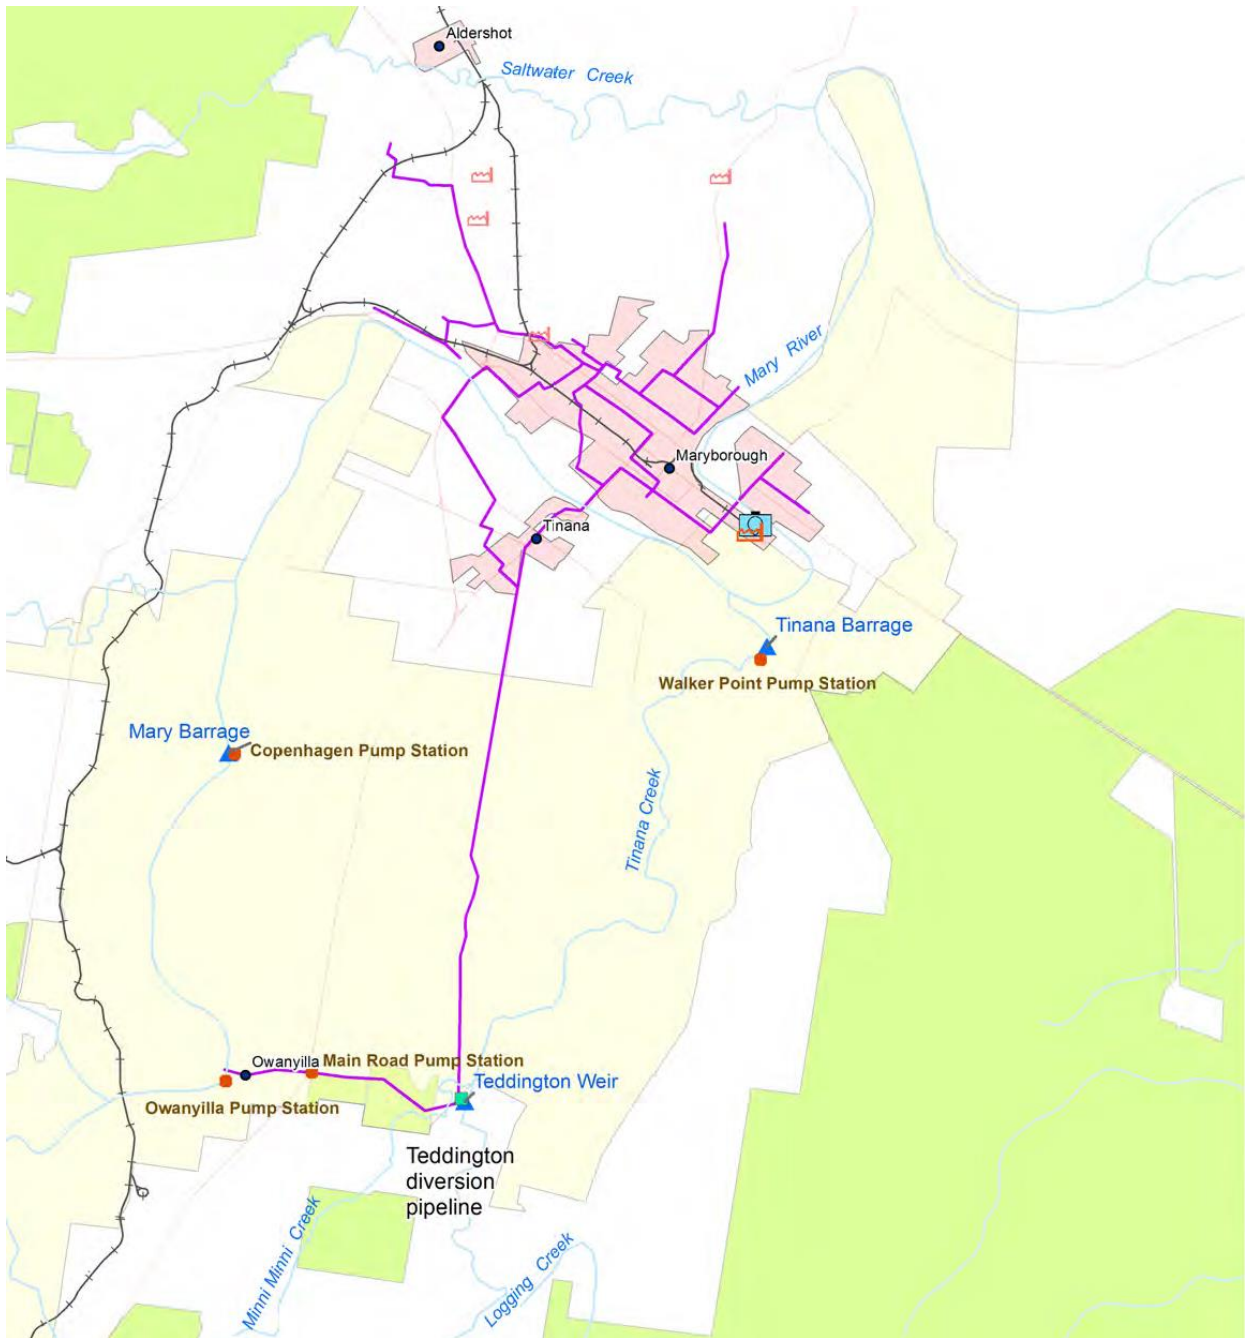 Aldershot
Saltwater Creek
Mary River
Maryborough
Tinana
Tinana Barrage
Walker Point Pump Station
Mary Barrage
Copenhagen Pump Station
Tinana Creek
Owanyilla
Main Road Pump Station
Teddington Weir
Owanyilla Pump Station
Teddington
diversion
pipeline
Minni Minni Creek
Logging Creek